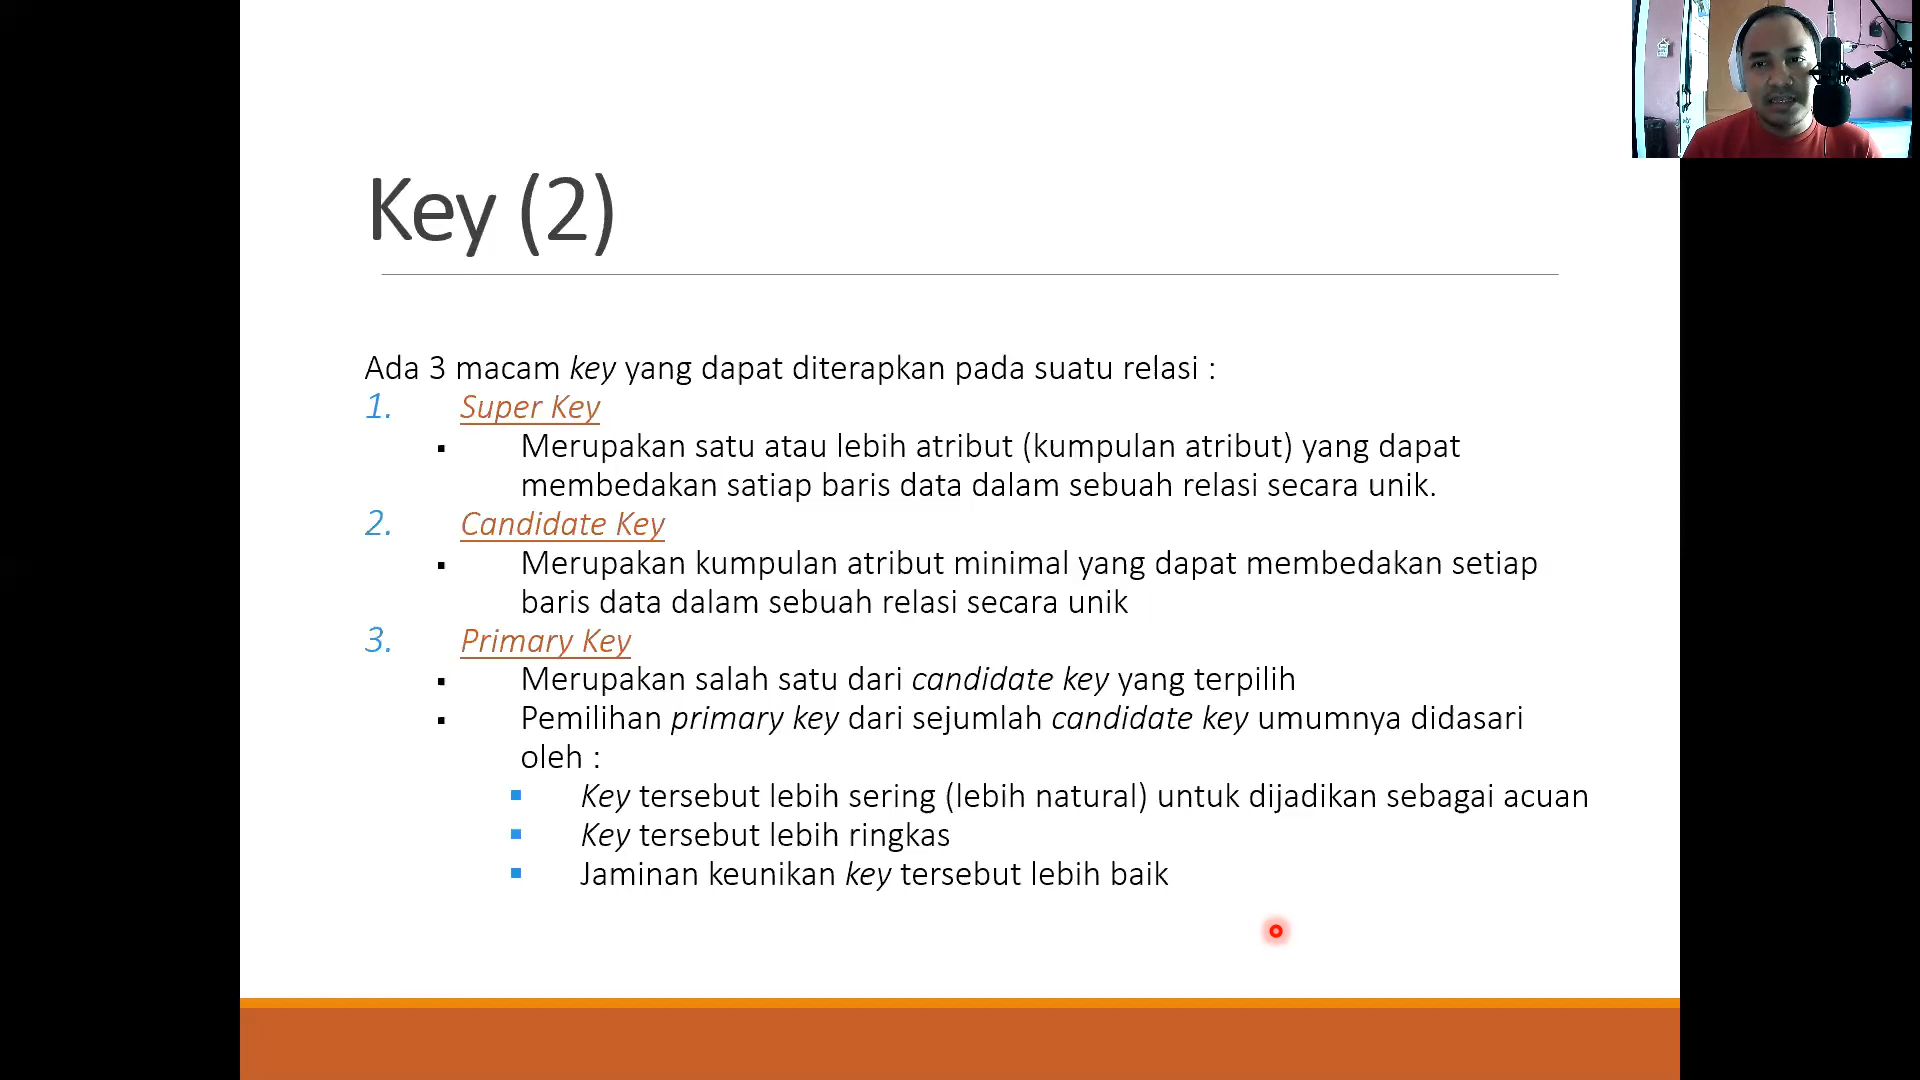 Key (2)
Ada 3 macam key yang dapat diterapkan pada suatu relasi :
1. Super Key
▪ Merupakan satu atau lebih atribut (kumpulan atribut) yang dapat
membedakan satiap baris data dalam sebuah relasi secara unik.
2. Candidate Key
▪ Merupakan kumpulan atribut minimal yang dapat membedakan setiap
baris data dalam sebuah relasi secara unik
3. Primary Key
▪ Merupakan salah satu dari candidate key yang terpilih
▪ Pemilihan primary key dari sejumlah candidate key umumnya didasari
oleh :
▪ Key tersebut lebih sering (lebih natural) untuk dijadikan sebagai acuan
▪ Key tersebut lebih ringkas
▪ Jaminan keunikan key tersebut lebih baik